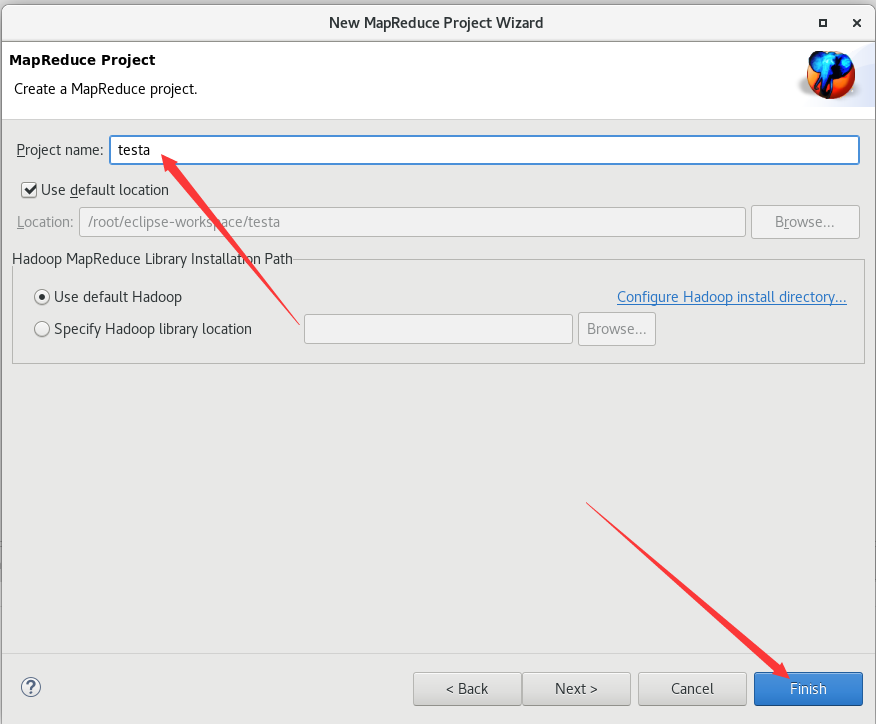 New MapReduce Project Wizard
MapReduce Project
Create a MapReduce project.
Project name: testa
Use default location
Location: /root/eclipse-workspace/testa Browse...
Hadoop MapReduce Library Installation Path
Use default Hadoop Configure Hadoop install directory...
Specify Hadoop library location Browse...
? < Back Next > Cancel Finish